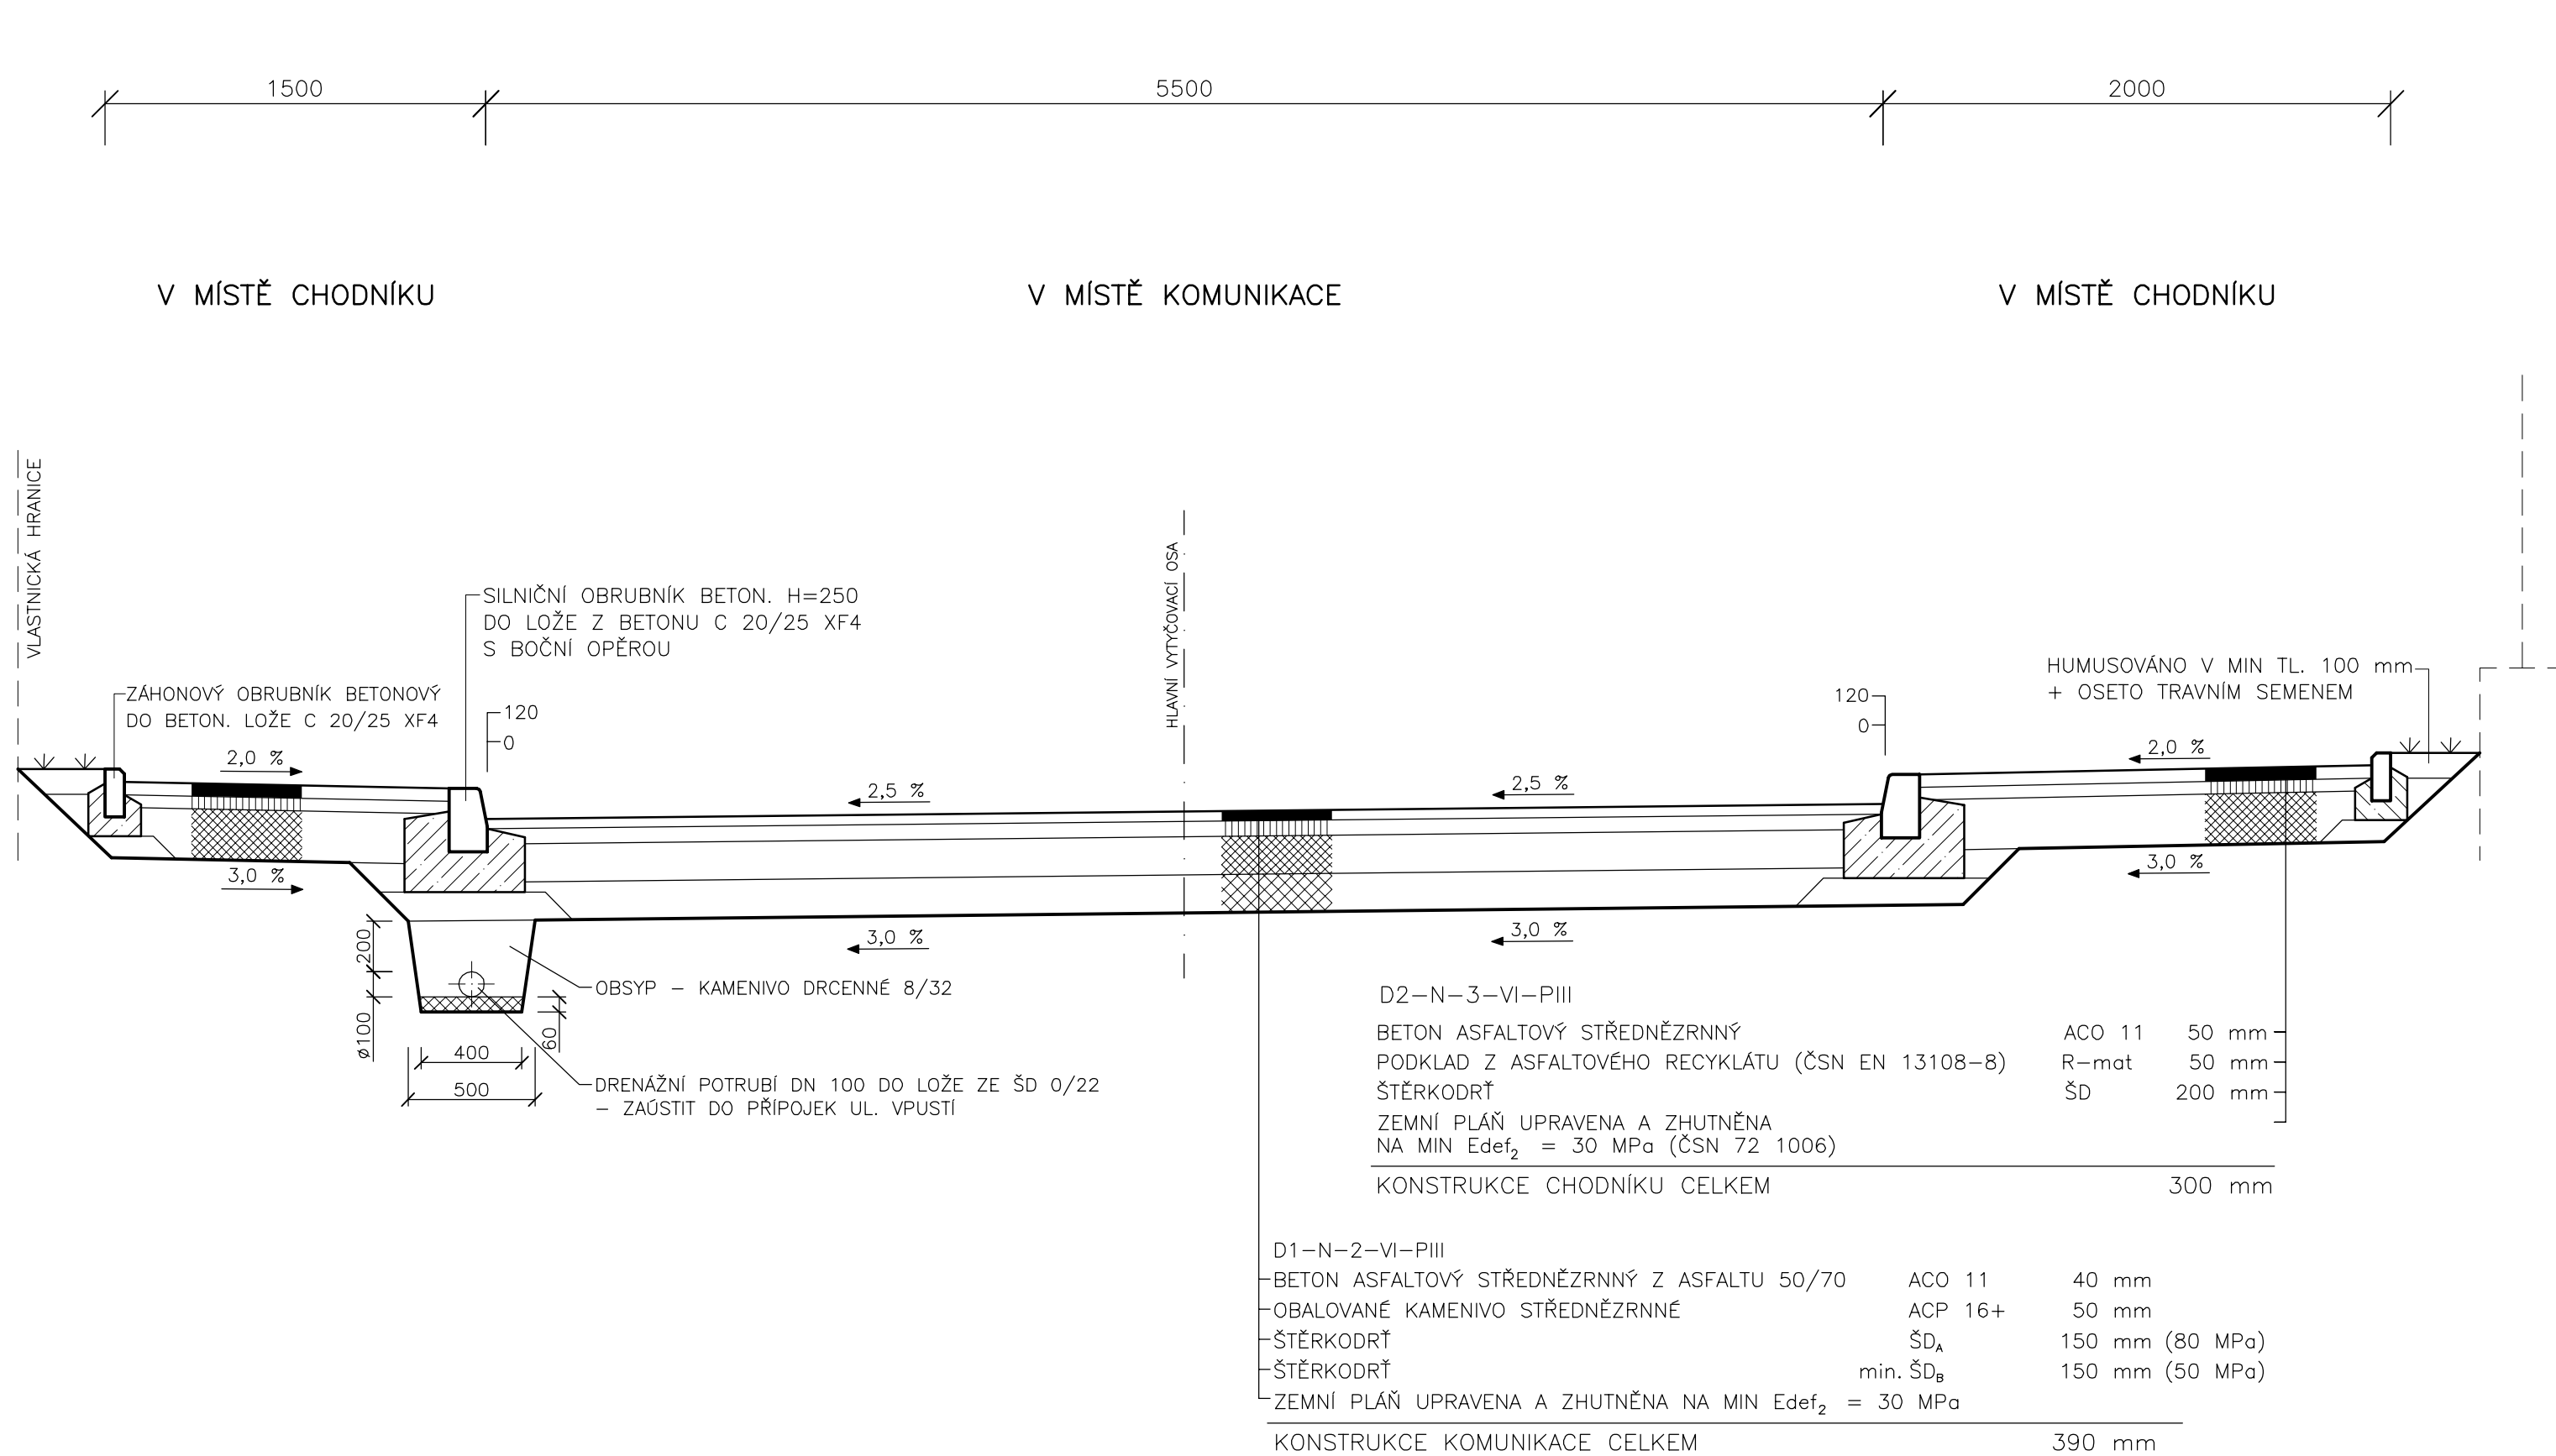 1500
5500
2000
V MÍSTĚ CHODNÍKU
V MÍSTĚ KOMUNIKACE
V MÍSTĚ CHODNÍKU
VLASTNICKÁ HRANICE
HLAVNÍ VYTYČOVACÍ OSA
SILNIČNÍ OBRUBNÍK BETON. H=250
DO LOŽE Z BETONU C 20/25 XF4
S BOČNÍ OPĚROU
ZÁHONOVÝ OBRUBNÍK BETONOVÝ
DO BETON. LOŽE C 20/25 XF4
HUMUSOVÁNO V MIN TL. 100 mm
+ OSETO TRAVNÍM SEMENEM
120
0
120
0
2,0 %
2,5 %
2,5 %
2,0 %
3,0 %
3,0 %
3,0 %
3,0 %
200
ø100
60
400
500
OBSYP – KAMENIVO DRCENNÉ 8/32
DRENÁŽNÍ POTRUBÍ DN 100 DO LOŽE ZE ŠD 0/22
– ZAÚSTIT DO PŘÍPOJEK UL. VPUSTÍ
D2–N–3–VI–PIII
BETON ASFALTOVÝ STŘEDNĚZRNNÝ ACO 11 50 mm
PODKLAD Z ASFALTOVÉHO RECYKLÁTU (ČSN EN 13108–8) R–mat 50 mm
ŠTĚRKODRŤ ŠD 200 mm
ZEMNÍ PLÁŇ UPRAVENA A ZHUTNĚNA
NA MIN Edef₂ = 30 MPa (ČSN 72 1006)
KONSTRUKCE CHODNÍKU CELKEM 300 mm
D1–N–2–VI–PIII
BETON ASFALTOVÝ STŘEDNĚZRNNÝ Z ASFALTU 50/70 ACO 11 40 mm
OBALOVANÉ KAMENIVO STŘEDNĚZRNNÉ ACP 16+ 50 mm
ŠTĚRKODRŤ ŠDA 150 mm (80 MPa)
ŠTĚRKODRŤ min. ŠDB 150 mm (50 MPa)
ZEMNÍ PLÁŇ UPRAVENA A ZHUTNĚNA NA MIN Edef₂ = 30 MPa
KONSTRUKCE KOMUNIKACE CELKEM 390 mm